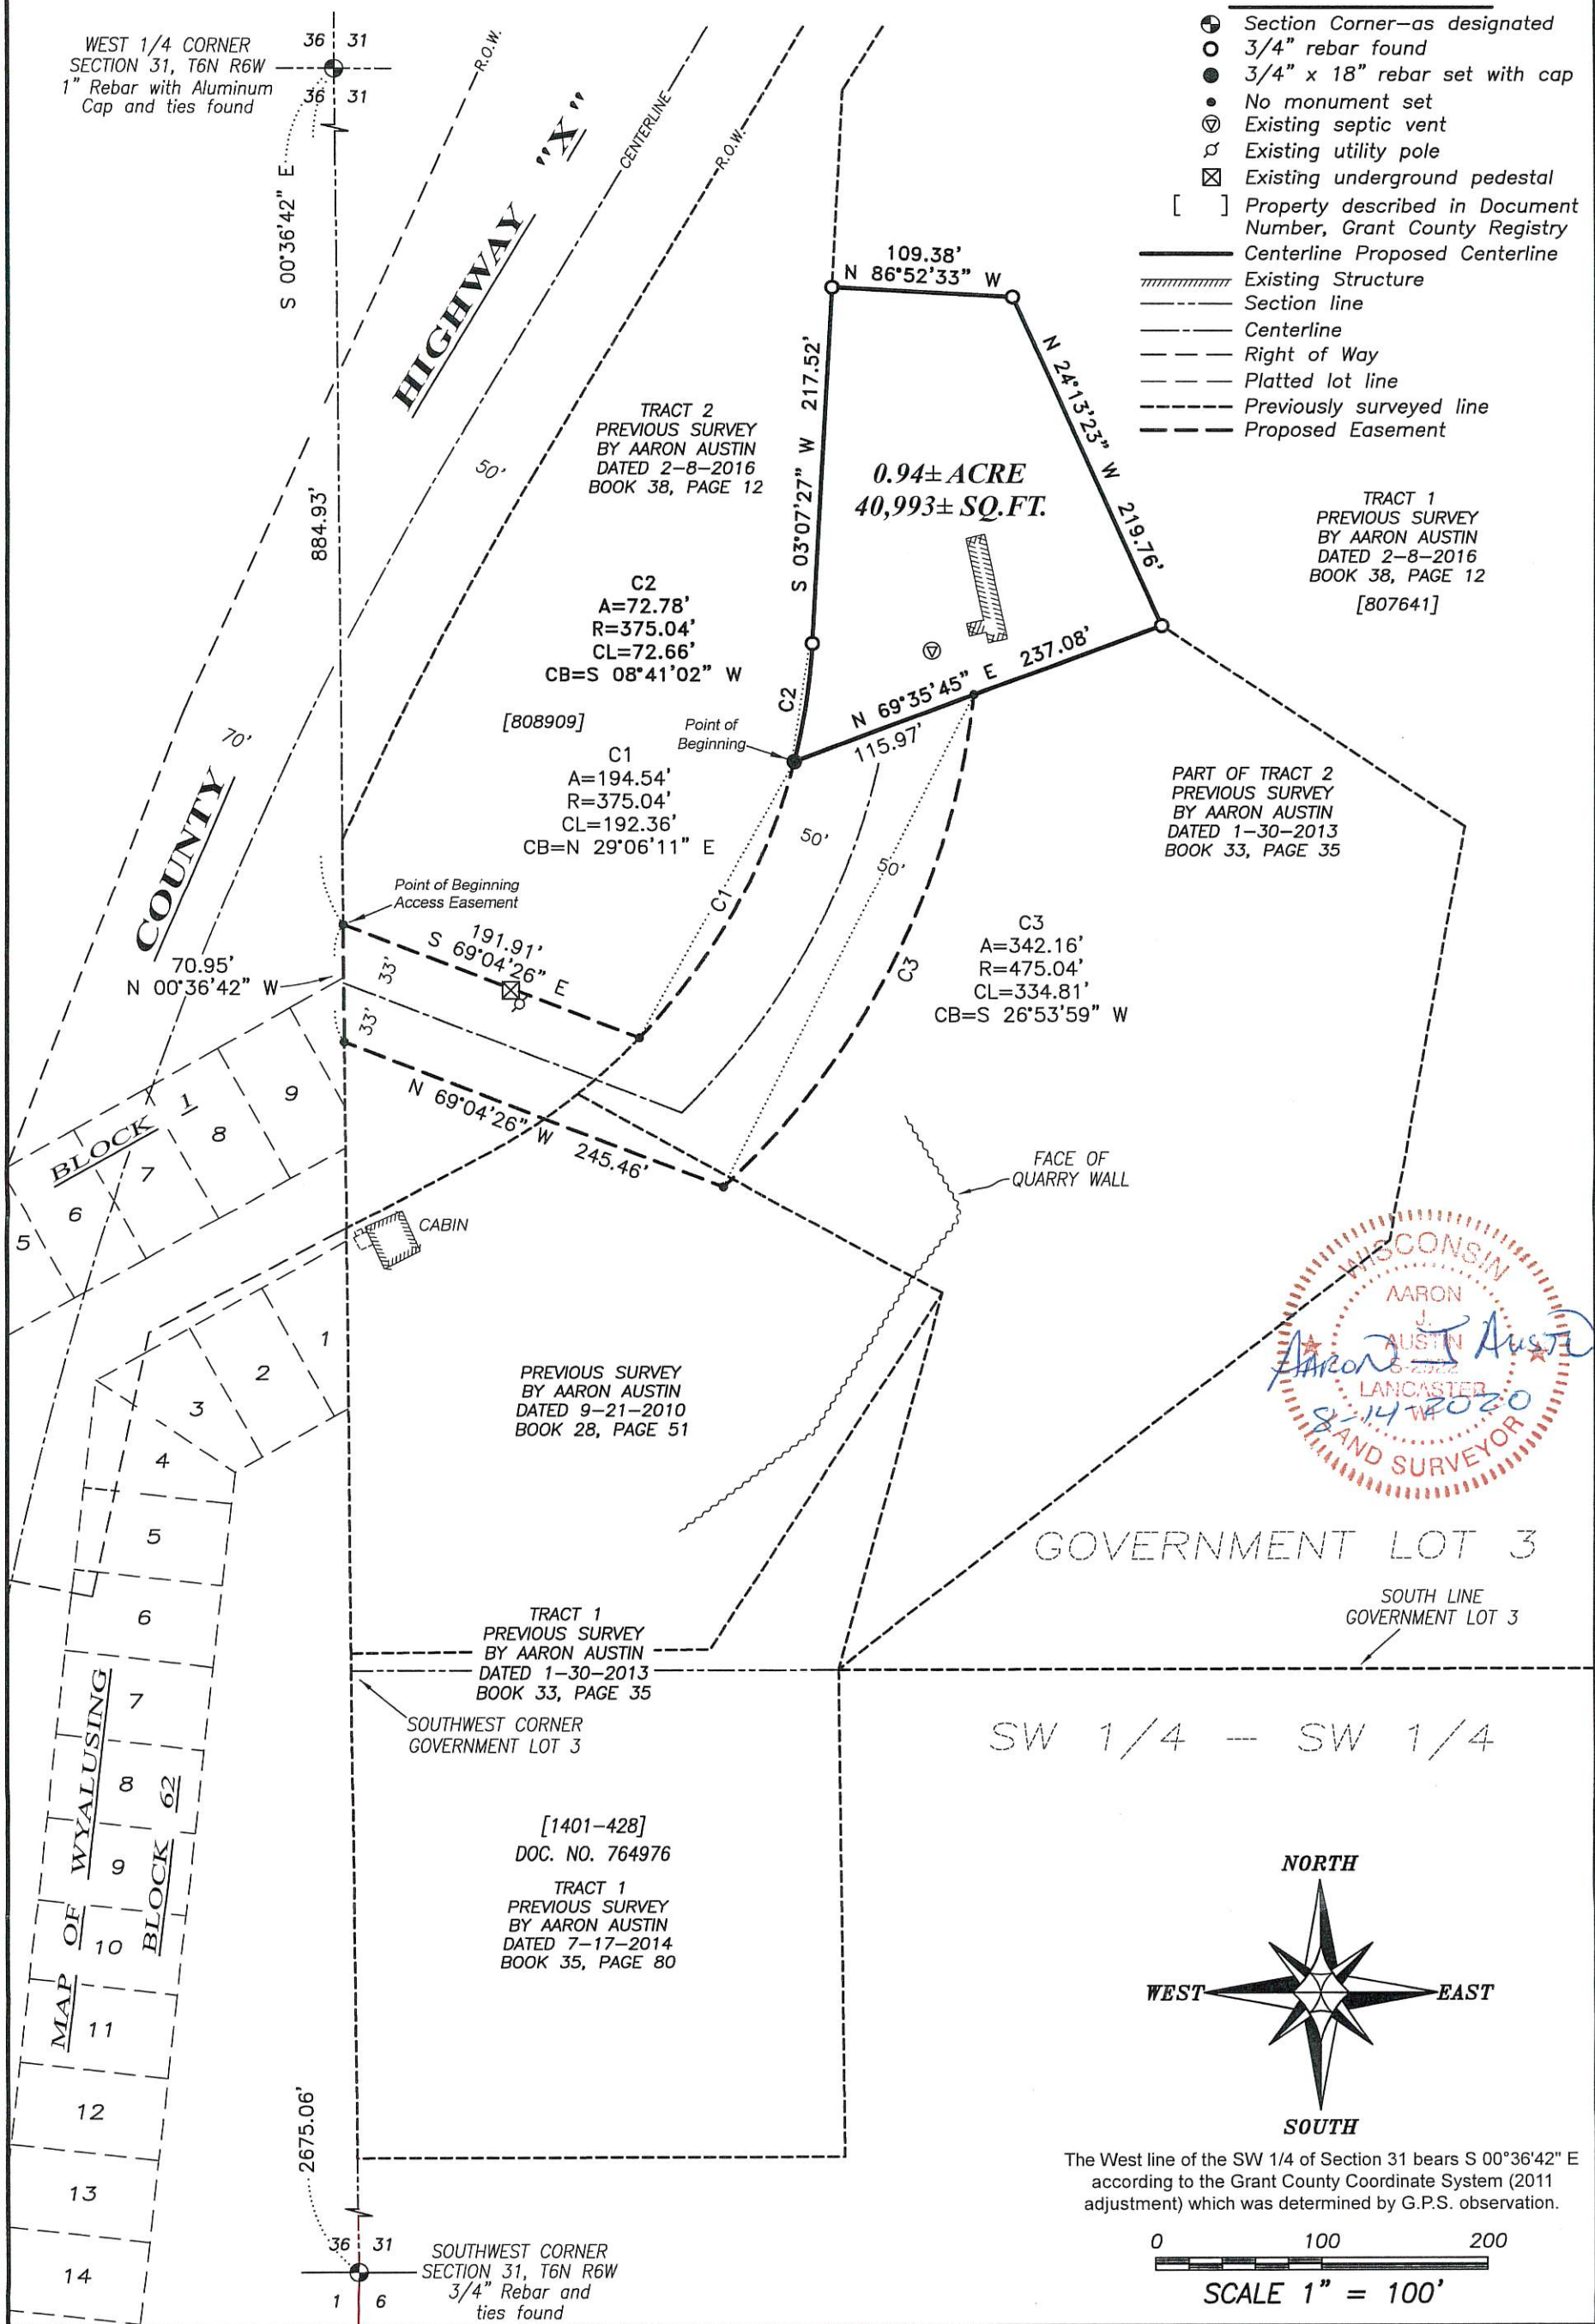 Section Corner—as designated
3/4" rebar found
3/4" x 18" rebar set with cap
No monument set
Existing septic vent
Existing utility pole
Existing underground pedestal
[ ] Property described in Document
Number, Grant County Registry
Centerline Proposed Centerline
Existing Structure
Section line
Centerline
Right of Way
Platted lot line
Previously surveyed line
Proposed Easement
WEST 1/4 CORNER
SECTION 31, T6N R6W
1" Rebar with Aluminum
Cap and ties found
36 31
36 31
S 00°36'42" E
884.93'
R.O.W.
CENTERLINE
R.O.W.
COUNTY HIGHWAY "X"
50'
70'
109.38'
N 86°52'33" W
N 24°13'23" W 219.76'
S 03°07'27" W 217.52'
0.94± ACRE
40,993± SQ.FT.
TRACT 2
PREVIOUS SURVEY
BY AARON AUSTIN
DATED 2-8-2016
BOOK 38, PAGE 12
TRACT 1
PREVIOUS SURVEY
BY AARON AUSTIN
DATED 2-8-2016
BOOK 38, PAGE 12
[807641]
C2
A=72.78'
R=375.04'
CL=72.66'
CB=S 08°41'02" W
C2
[808909]
Point of
Beginning
N 69°35'45" E 237.08'
115.97'
C1
A=194.54'
R=375.04'
CL=192.36'
CB=N 29°06'11" E
C1
50'
50'
PART OF TRACT 2
PREVIOUS SURVEY
BY AARON AUSTIN
DATED 1-30-2013
BOOK 33, PAGE 35
Point of Beginning
Access Easement
191.91'
S 69°04'26" E
70.95'
N 00°36'42" W
33'
33'
C3
C3
A=342.16'
R=475.04'
CL=334.81'
CB=S 26°53'59" W
N 69°04'26" W 245.46'
BLOCK 1
9
8
7
6
5
FACE OF
QUARRY WALL
CABIN
1
2
3
4
5
6
7
8
9
10
11
12
13
14
MAP OF WYALUSING
BLOCK 62
PREVIOUS SURVEY
BY AARON AUSTIN
DATED 9-21-2010
BOOK 28, PAGE 51
WISCONSIN
AARON
J.
AUSTIN
LANCASTER
WI
LAND SURVEYOR
Aaron J Austin
8-14-2020
GOVERNMENT LOT 3
SOUTH LINE
GOVERNMENT LOT 3
TRACT 1
PREVIOUS SURVEY
BY AARON AUSTIN
DATED 1-30-2013
BOOK 33, PAGE 35
SOUTHWEST CORNER
GOVERNMENT LOT 3
SW 1/4 — SW 1/4
[1401-428]
DOC. NO. 764976
TRACT 1
PREVIOUS SURVEY
BY AARON AUSTIN
DATED 7-17-2014
BOOK 35, PAGE 80
NORTH
WEST
EAST
SOUTH
2675.06'
36 31
1 6
SOUTHWEST CORNER
SECTION 31, T6N R6W
3/4" Rebar and
ties found
The West line of the SW 1/4 of Section 31 bears S 00°36'42" E
according to the Grant County Coordinate System (2011
adjustment) which was determined by G.P.S. observation.
0 100 200
SCALE 1" = 100'